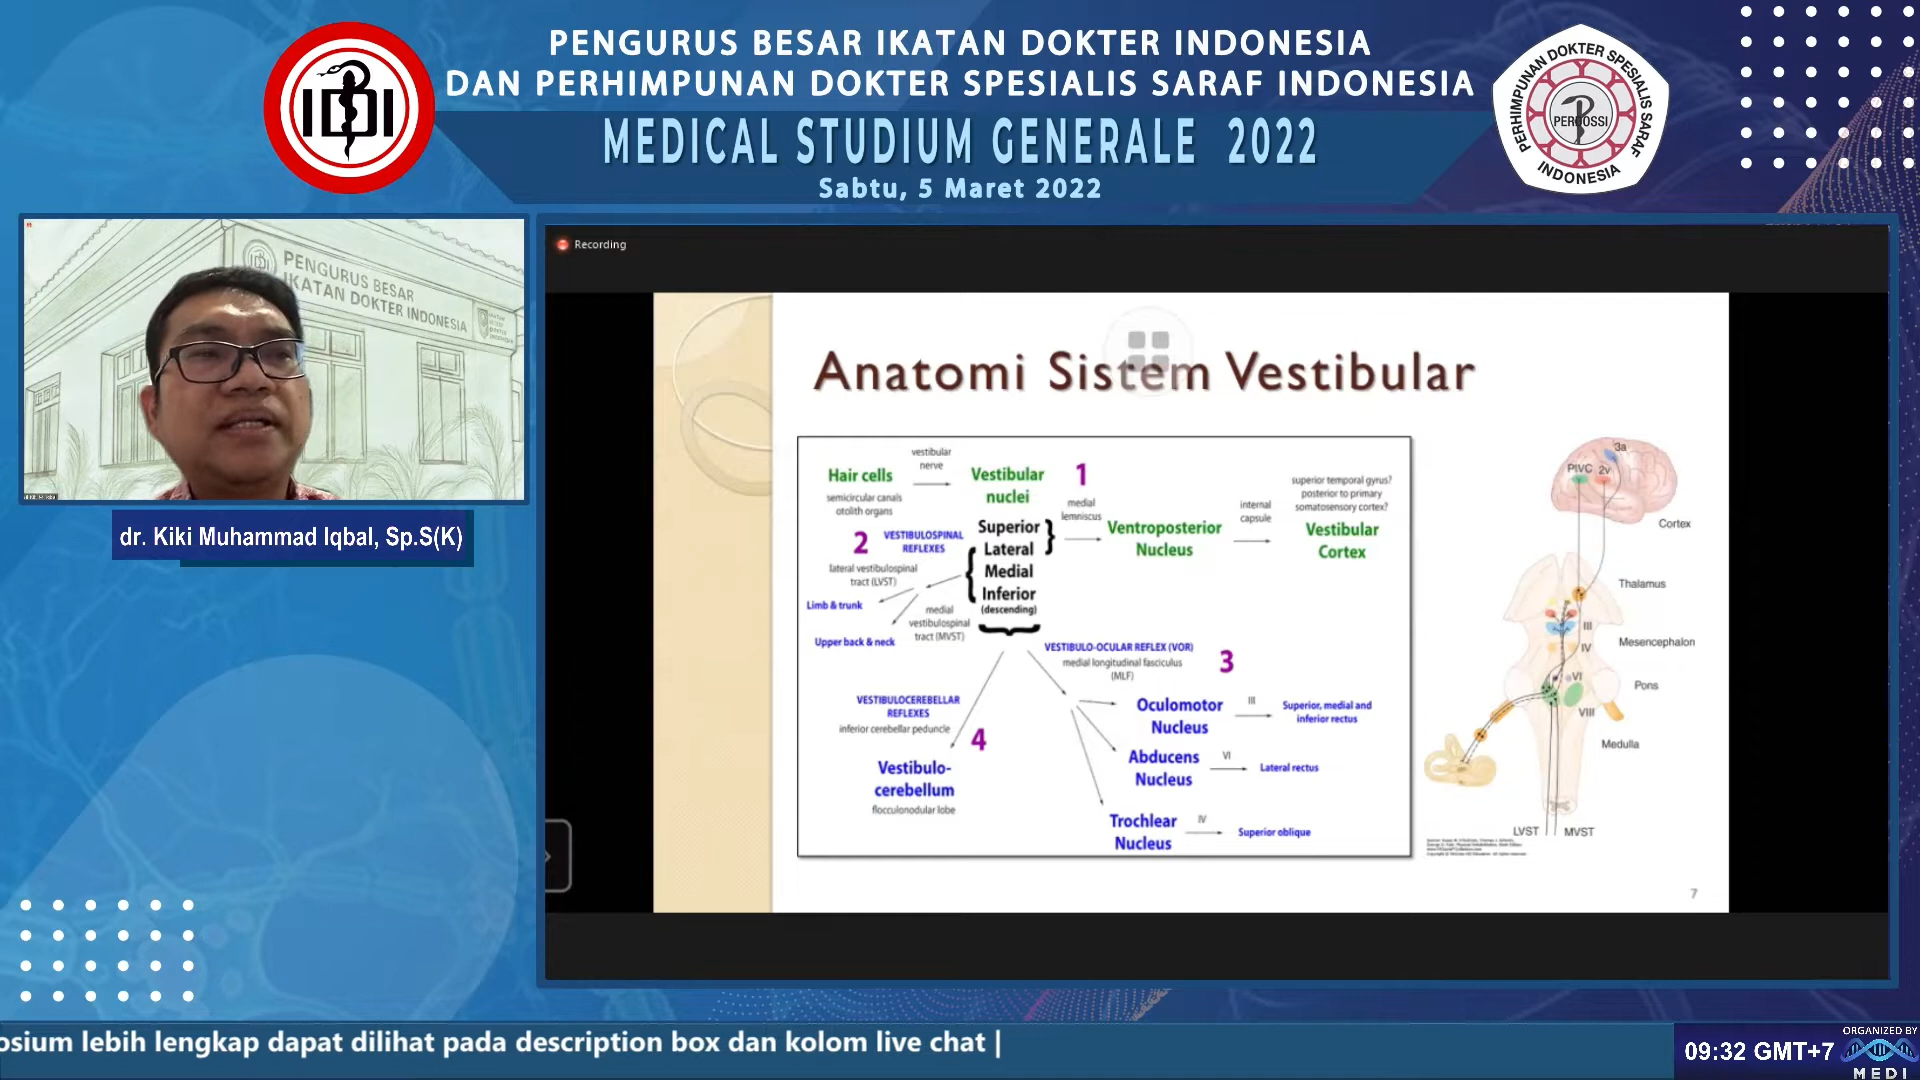 PENGURUS BESAR IKATAN DOKTER INDONESIA
DAN PERHIMPUNAN DOKTER SPESIALIS SARAF INDONESIA
MEDICAL STUDIUM GENERALE 2022
Sabtu, 5 Maret 2022
IDI
PERHIMPUNAN DOKTER SPESIALIS SARAF
PERDOSSI
INDONESIA
PENGURUS BESAR
IKATAN DOKTER INDONESIA
dr. Kiki Muhammad Iqbal, Sp.S(K)
Recording
Anatomi Sistem Vestibular
Hair cells
semicircular canals
otolith organs
vestibular
nerve
Vestibular
nuclei
1
medial
lemniscus
Superior
Lateral
Medial
Inferior
(descending)
Ventroposterior
Nucleus
internal
capsule
superior temporal gyrus?
posterior to primary
somatosensory cortex?
Vestibular
Cortex
2
VESTIBULOSPINAL
REFLEXES
lateral vestibulospinal
tract (LVST)
Limb & trunk
medial
vestibulospinal
tract (MVST)
Upper back & neck
VESTIBULO-OCULAR REFLEX (VOR)
medial longitudinal fasciculus
(MLF)
3
Oculomotor
Nucleus
III
Superior, medial and
inferior rectus
Abducens
Nucleus
VI
Lateral rectus
Trochlear
Nucleus
IV
Superior oblique
VESTIBULOCEREBELLAR
REFLEXES
inferior cerebellar peduncle
4
Vestibulo-
cerebellum
flocculonodular lobe
3a
PIVC 2v
Cortex
Thalamus
III
Mesencephalon
IV
VI
Pons
VIII
Medulla
LVST MVST
7
osium lebih lengkap dapat dilihat pada description box dan kolom live chat |
09:32 GMT+7
ORGANIZED BY
MEDI